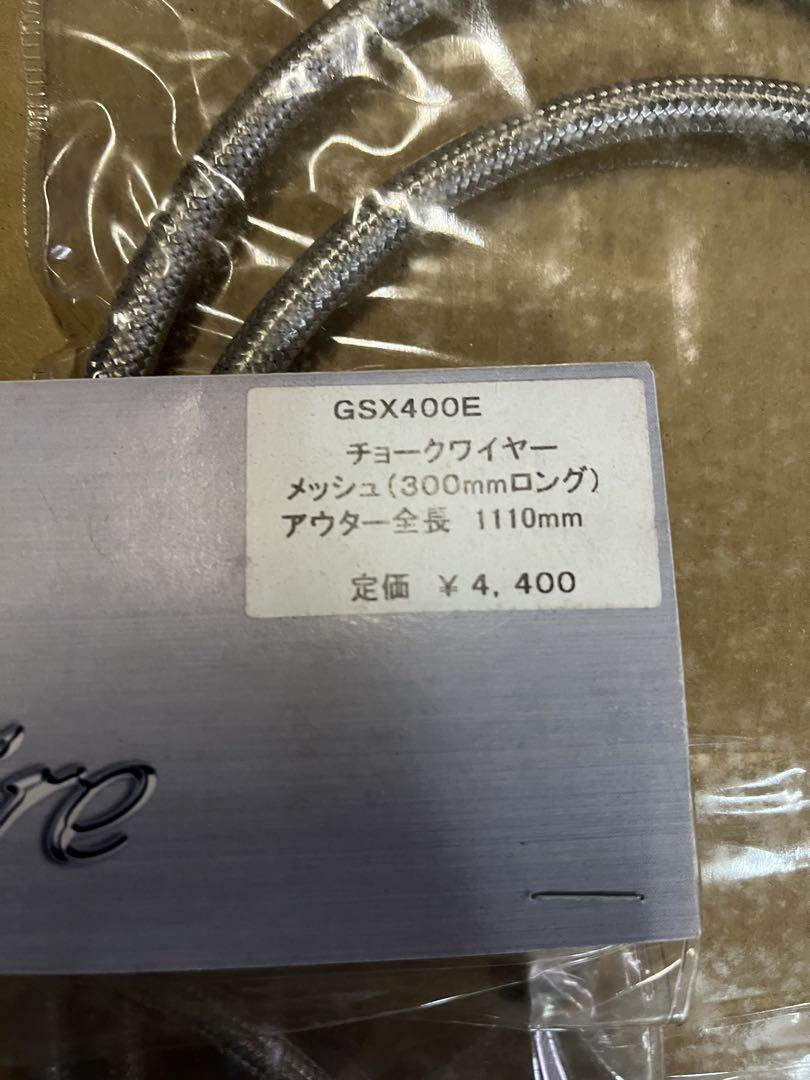 GSX400E
チョークワイヤー
メッシュ(300mmロング)
アウター全長 1110mm
定価 ¥4,400
ire